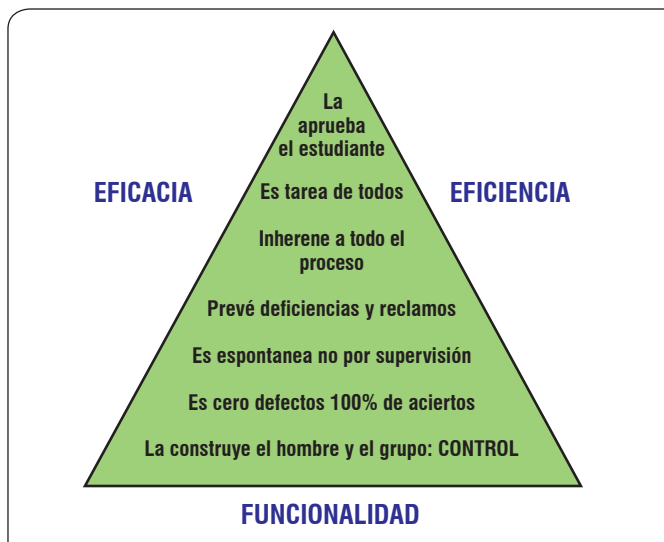 La
aprueba
el estudiante
EFICACIA
Es tarea de todos
EFICIENCIA
Inherene a todo el
proceso
Prevé deficiencias y reclamos
Es espontanea no por supervisión
Es cero defectos 100% de aciertos
La construye el hombre y el grupo: CONTROL
FUNCIONALIDAD